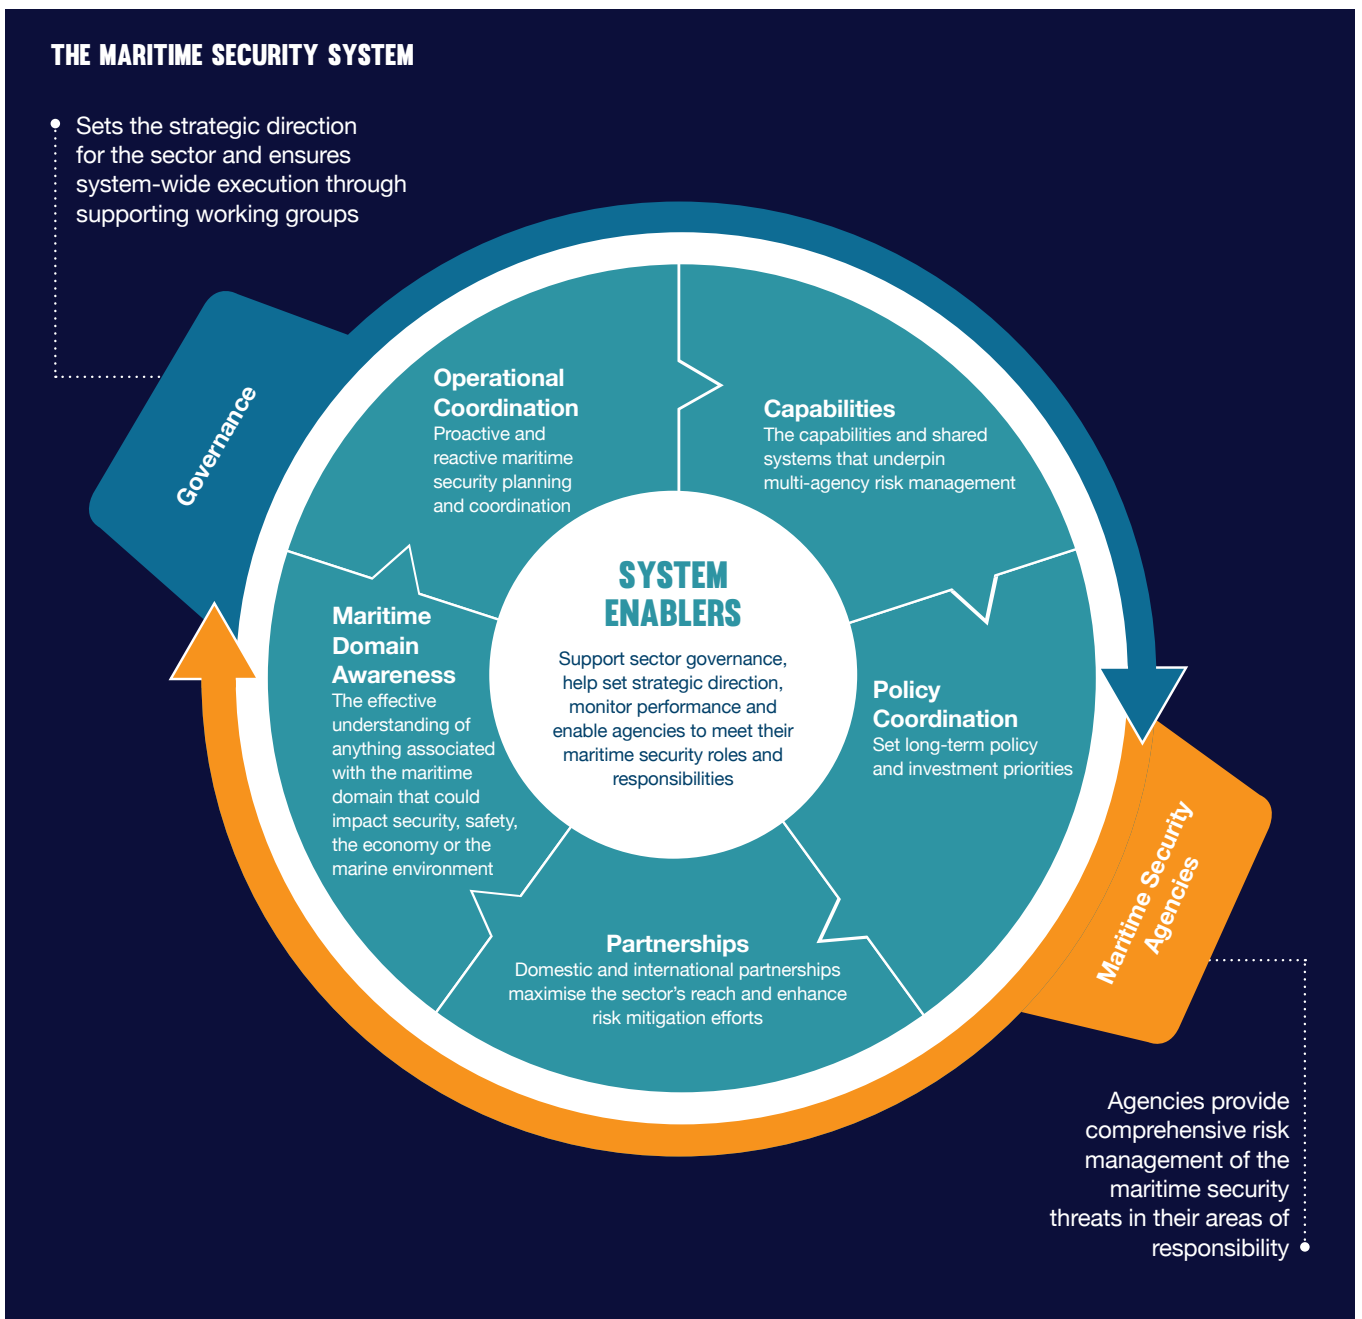 THE MARITIME SECURITY SYSTEM
Sets the strategic direction
for the sector and ensures
system-wide execution through
supporting working groups
Governance
Operational
Coordination
Proactive and
reactive maritime
security planning
and coordination
Capabilities
The capabilities and shared
systems that underpin
multi-agency risk management
SYSTEM
ENABLERS
Support sector governance,
help set strategic direction,
monitor performance and
enable agencies to meet their
maritime security roles and
responsibilities
Maritime
Domain
Awareness
The effective
understanding of
anything associated
with the maritime
domain that could
impact security, safety,
the economy or the
marine environment
Policy
Coordination
Set long-term policy
and investment priorities
Partnerships
Domestic and international partnerships
maximise the sector's reach and enhance
risk mitigation efforts
Maritime Security
Agencies
Agencies provide
comprehensive risk
management of the
maritime security
threats in their areas of
responsibility